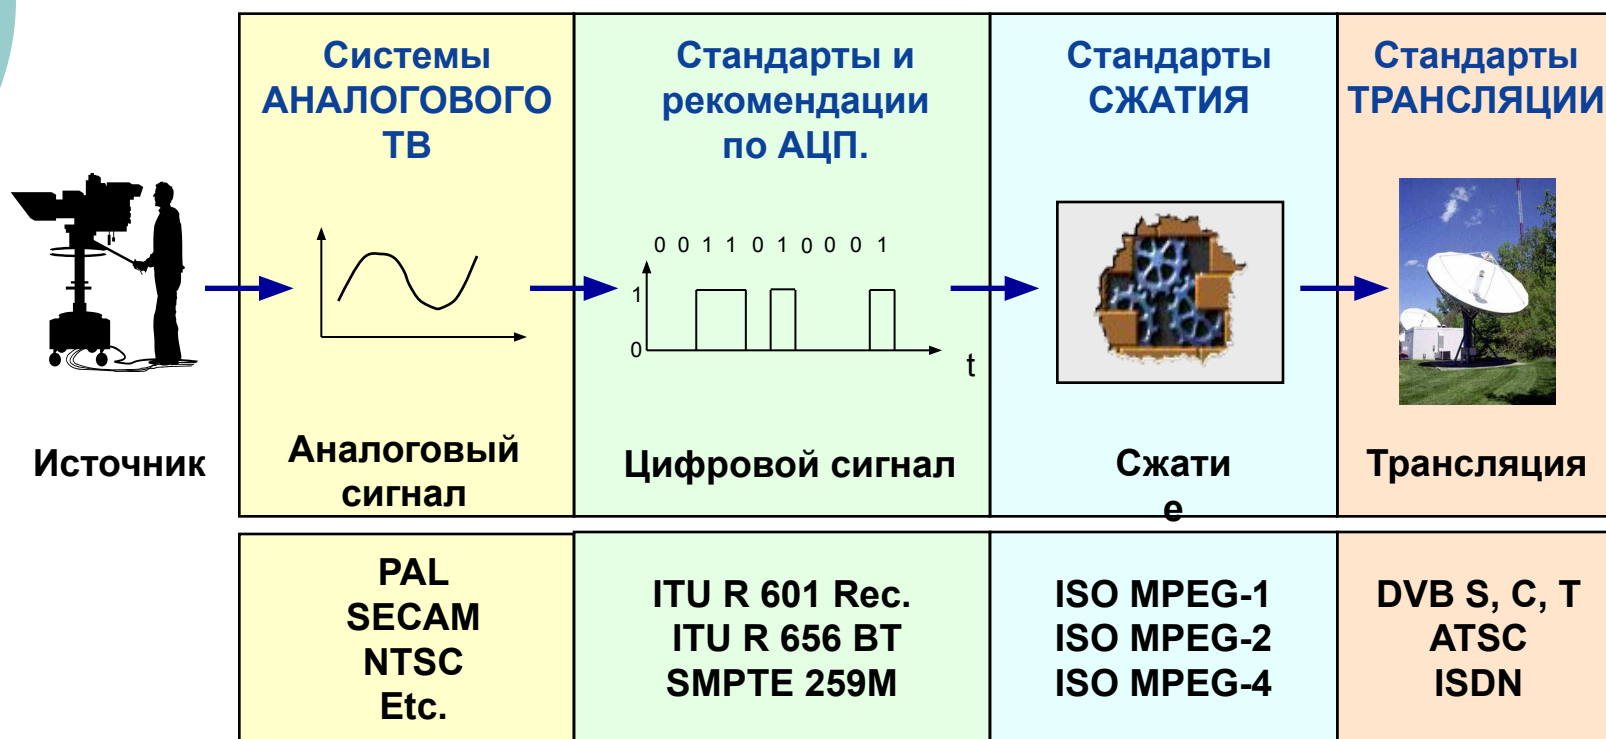 Системы
АНАЛОГОВОГО
ТВ
Стандарты и
рекомендации
по АЦП.
Стандарты
СЖАТИЯ
Стандарты
ТРАНСЛЯЦИИ
0 0 1 1 0 1 0 0 0 1
1
0
t
Источник
Аналоговый
сигнал
Цифровой сигнал
Сжати
е
Трансляция
PAL
SECAM
NTSC
Etc.
ITU R 601 Rec.
ITU R 656 BT
SMPTE 259M
ISO MPEG-1
ISO MPEG-2
ISO MPEG-4
DVB S, C, T
ATSC
ISDN